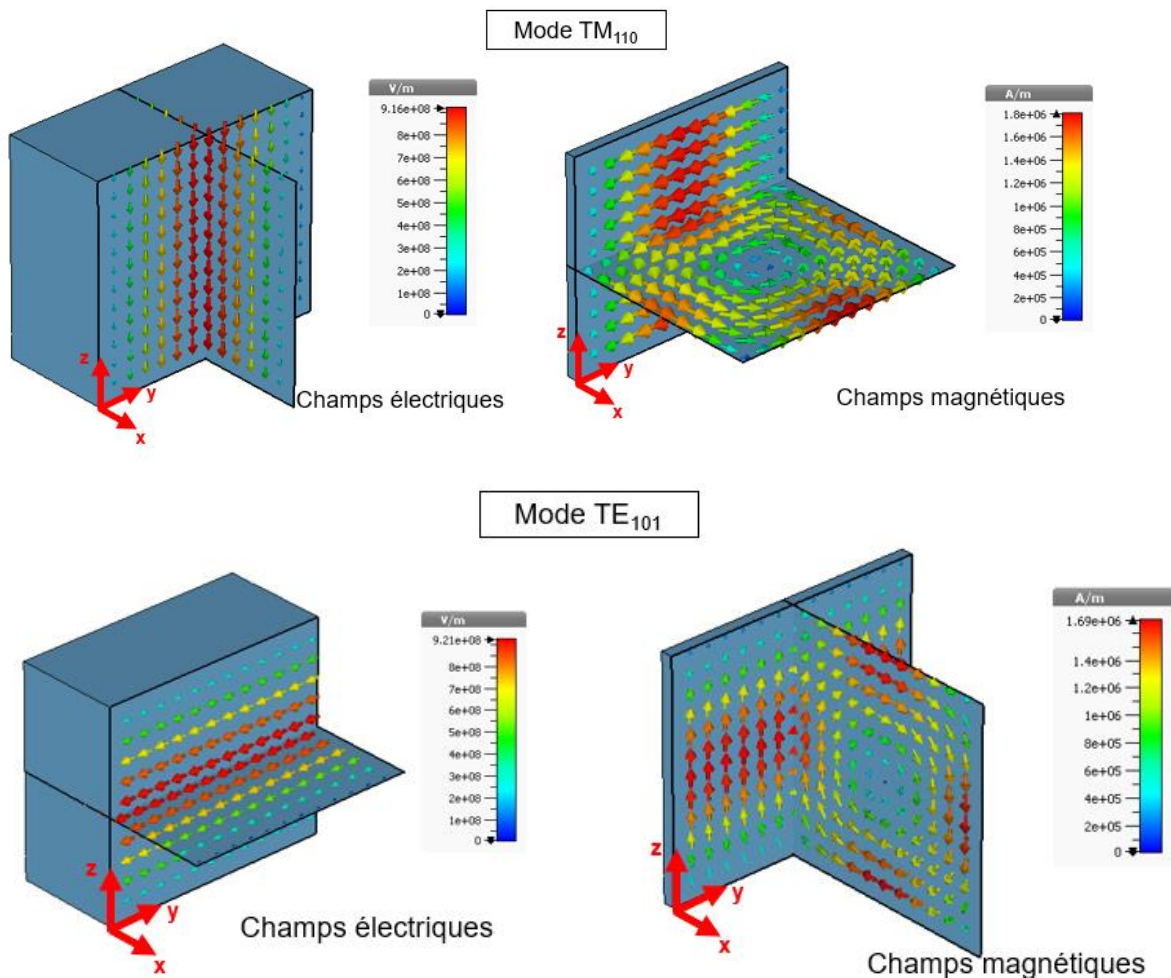 Mode TM₁₁₀
V/m
9.16e+08
8e+08
7e+08
6e+08
5e+08
4e+08
3e+08
2e+08
1e+08
0
z
y
x
Champs électriques
A/m
1.8e+06
1.6e+06
1.4e+06
1.2e+06
1e+06
8e+05
6e+05
4e+05
2e+05
0
z
y
x
Champs magnétiques
Mode TE₁₀₁
V/m
9.21e+08
8e+08
7e+08
6e+08
5e+08
4e+08
3e+08
2e+08
1e+08
0
z
y
x
Champs électriques
A/m
1.69e+06
1.4e+06
1.2e+06
1e+06
8e+05
6e+05
4e+05
2e+05
0
z
y
x
Champs magnétiques